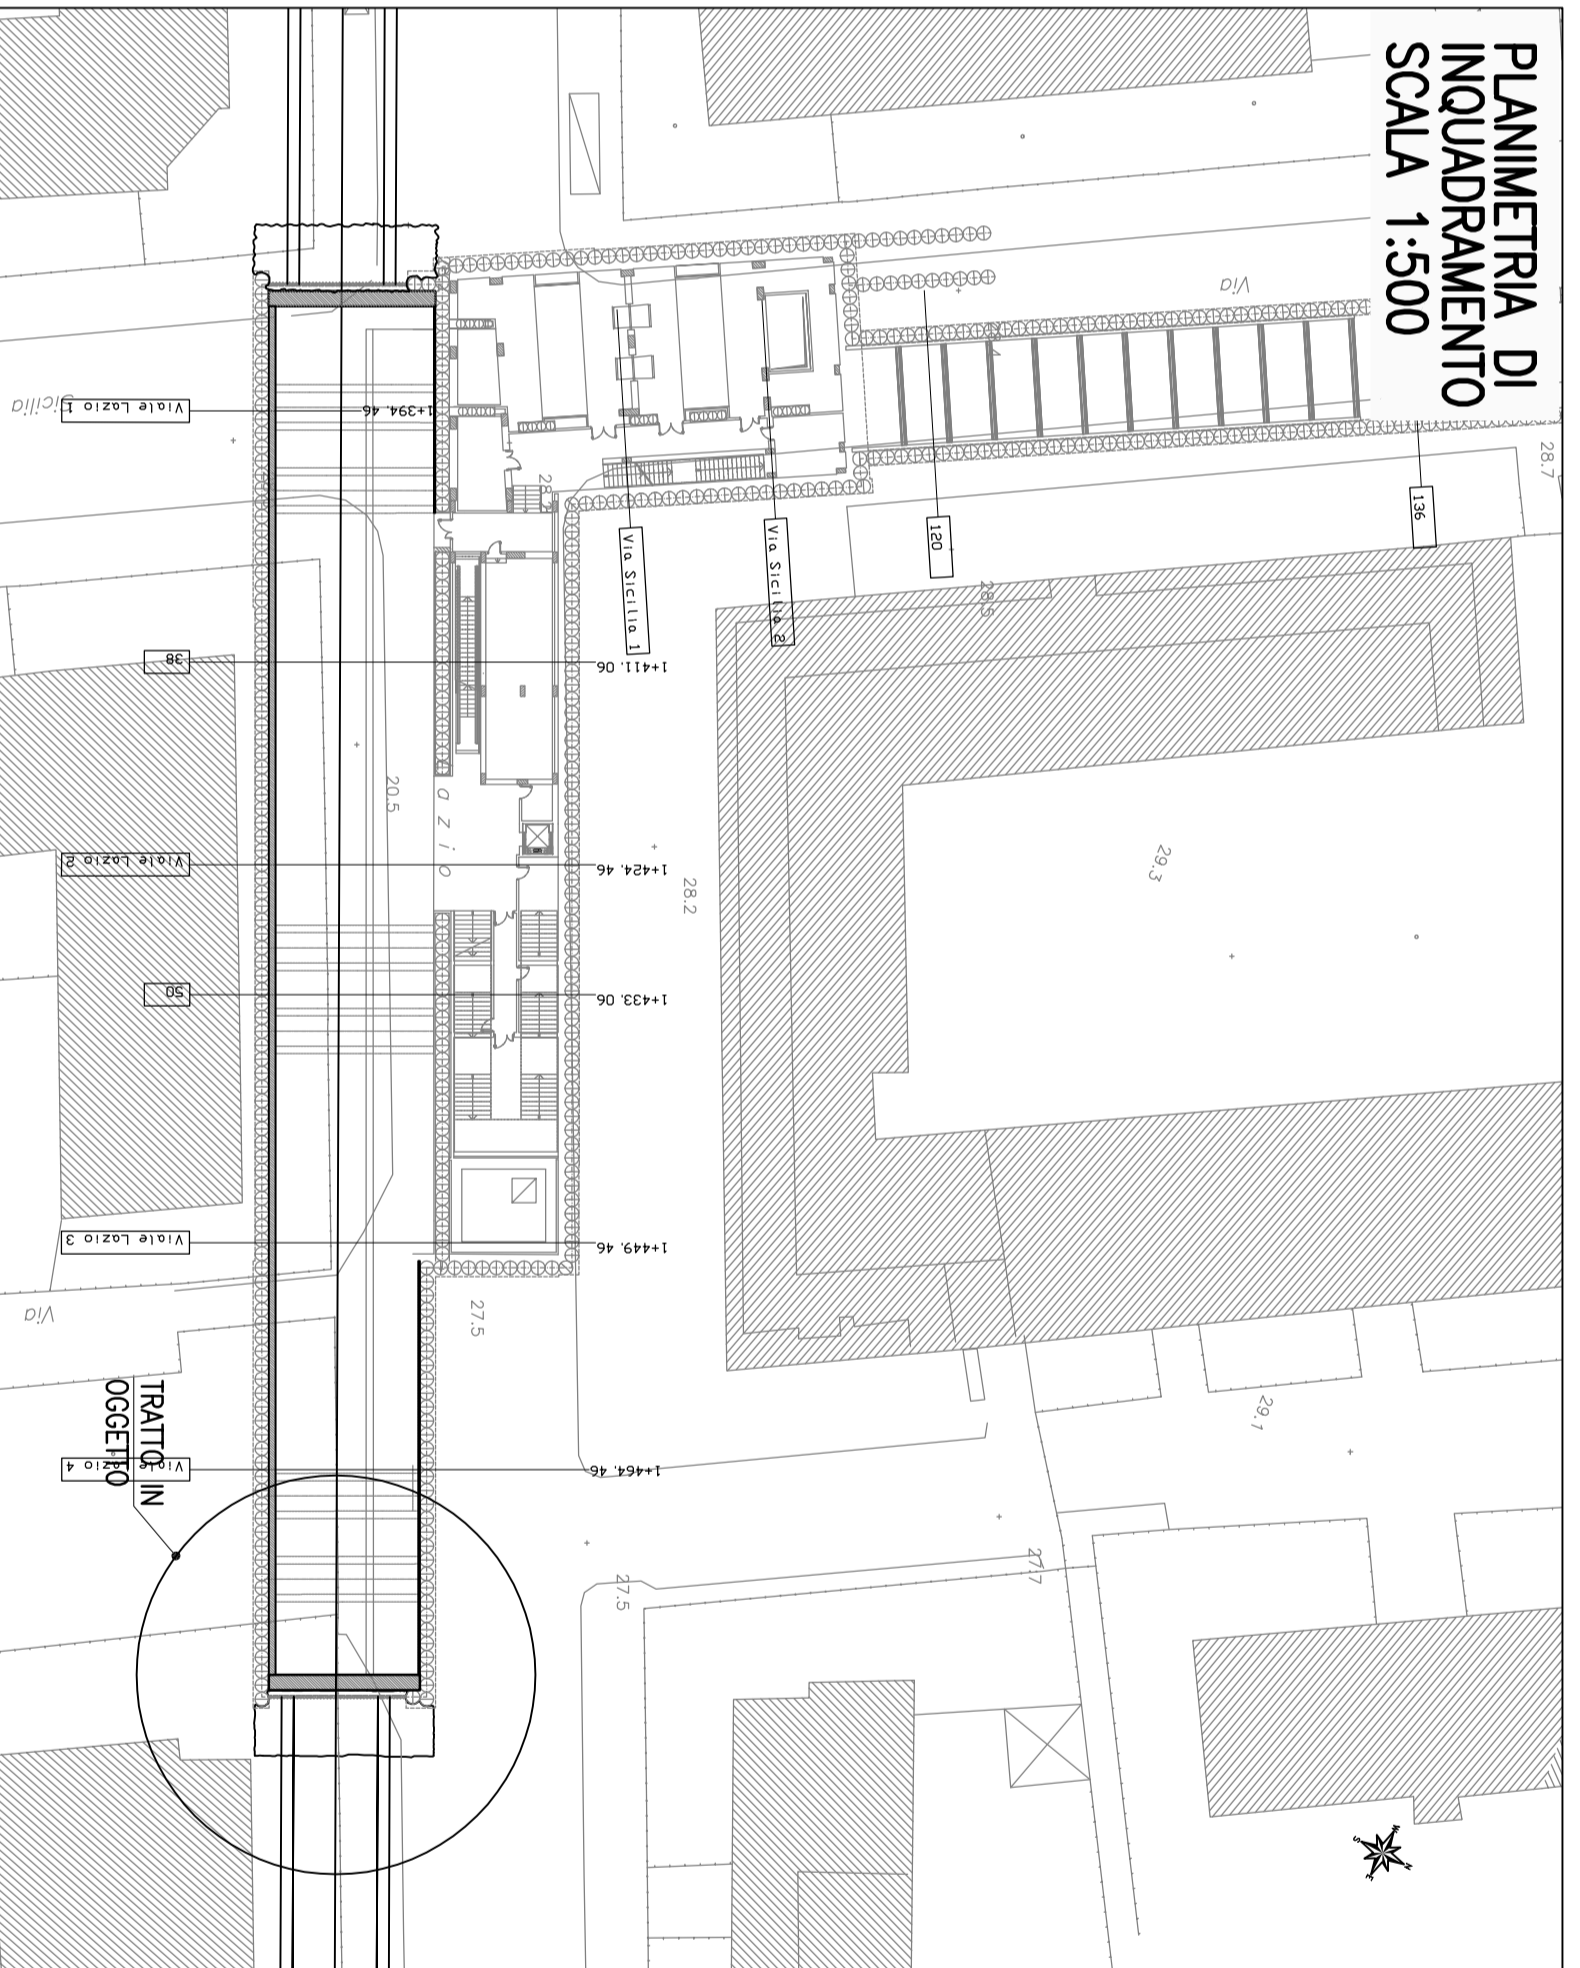 PLANIMETRIA DI
INQUADRAMENTO
SCALA 1:500
Via
28.7
136
120
Via Sicilia 2
Via Sicilia 1
28.5
Sicilia
Viale Lazio 1
1+394.46
38
1+411.06
20.5
azio
Viale Lazio 2
1+424.46
28.2
29.3
50
1+433.06
Viale Lazio 3
1+449.46
27.5
Via
29.1
TRATTO IN
OGGETTO
Viale Lazio 4
1+464.46
27.5
27.7
N
E
S
W